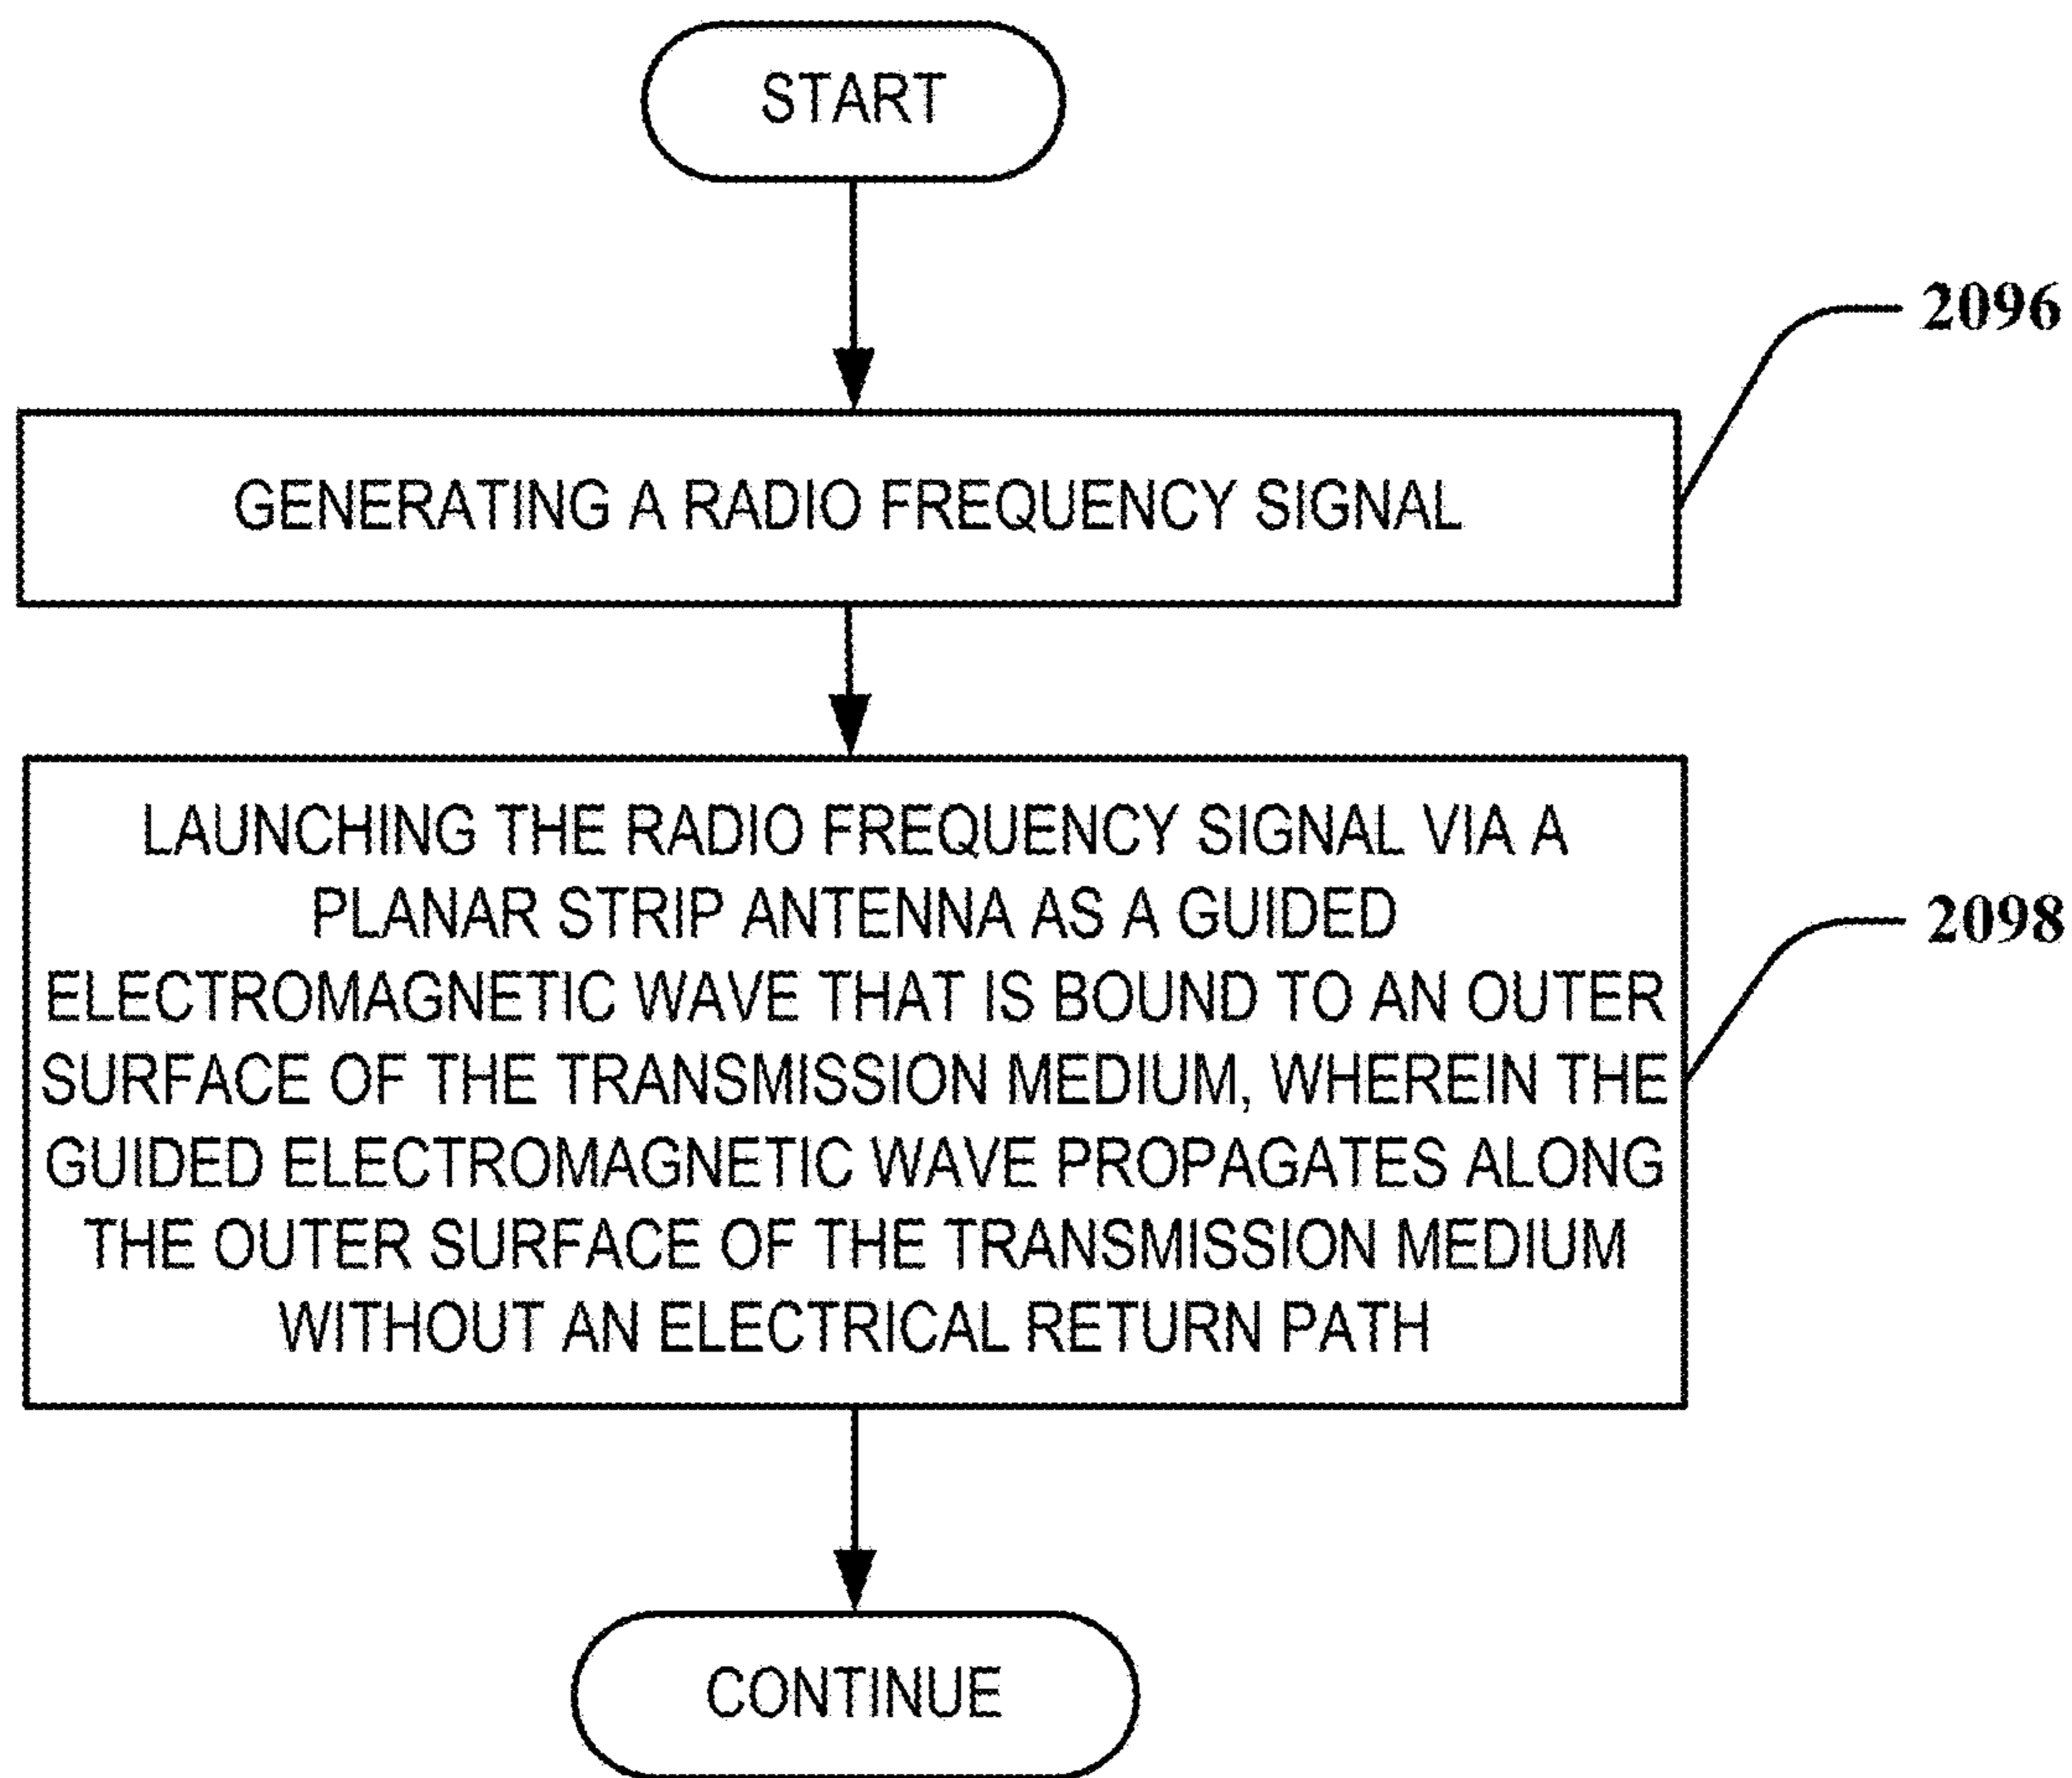 START
2096
GENERATING A RADIO FREQUENCY SIGNAL
LAUNCHING THE RADIO FREQUENCY SIGNAL VIA A
PLANAR STRIP ANTENNA AS A GUIDED
ELECTROMAGNETIC WAVE THAT IS BOUND TO AN OUTER
SURFACE OF THE TRANSMISSION MEDIUM, WHEREIN THE
GUIDED ELECTROMAGNETIC WAVE PROPAGATES ALONG
THE OUTER SURFACE OF THE TRANSMISSION MEDIUM
WITHOUT AN ELECTRICAL RETURN PATH
2098
CONTINUE